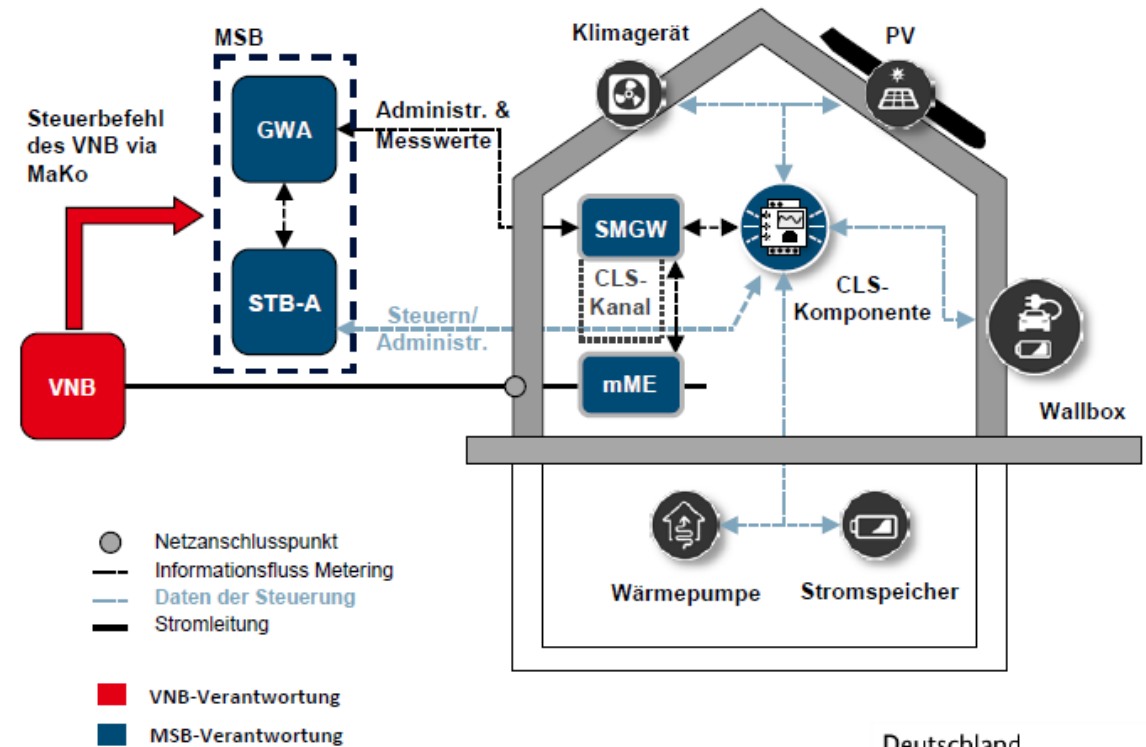 MSB
Klimagerät
PV
Steuerbefehl
des VNB via
MaKo
GWA
Administr. &
Messwerte
SMGW
STB-A
CLS-
Kanal
CLS-
Komponente
Steuern/
Administr.
VNB
mME
Wallbox
Netzanschlusspunkt
Informationsfluss Metering
Daten der Steuerung
Stromleitung
Wärmepumpe
Stromspeicher
VNB-Verantwortung
MSB-Verantwortung
Deutschland